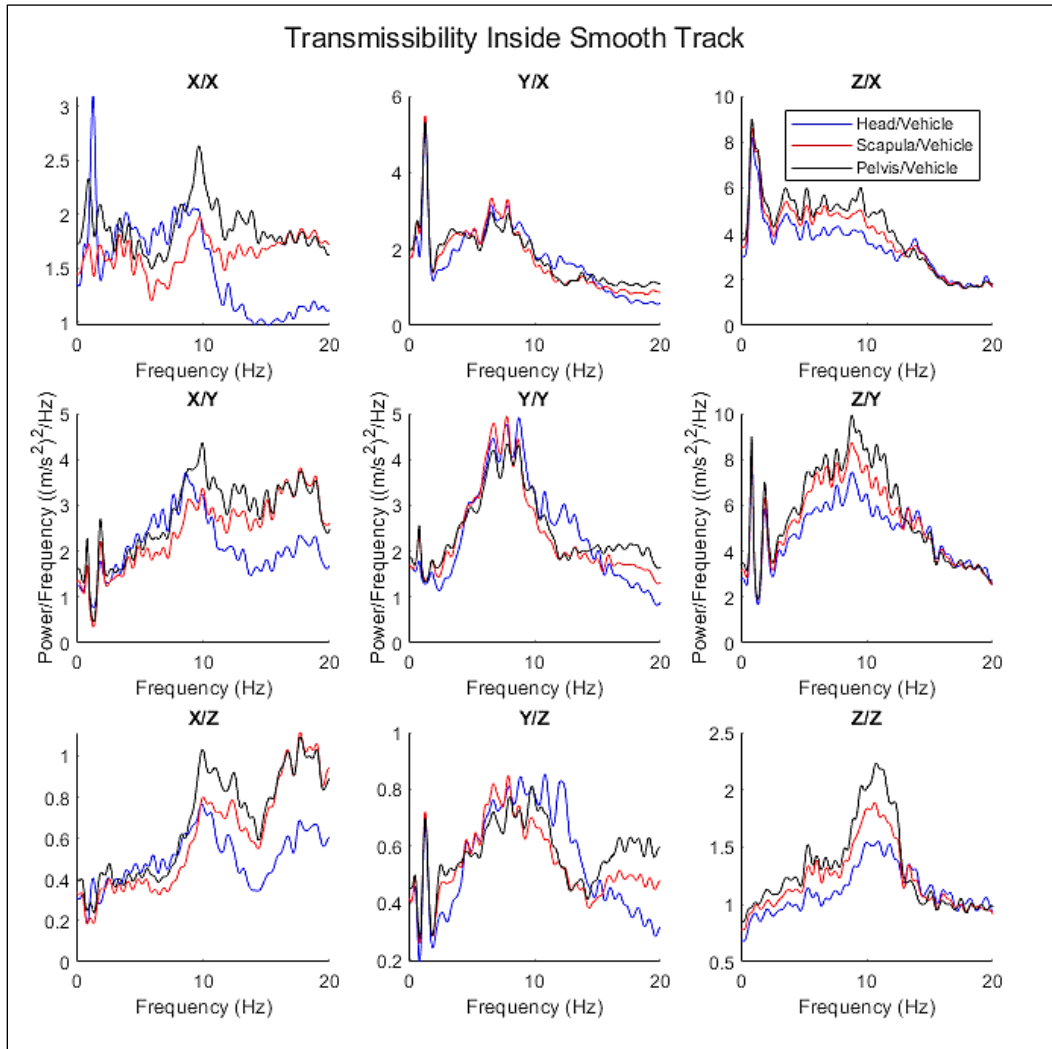 Transmissibility Inside Smooth Track
X/X
Y/X
Z/X
3
2.5
2
1.5
1
6
4
2
0
10
8
6
4
2
0
Head/Vehicle
Scapula/Vehicle
Pelvis/Vehicle
0 10 20
0 10 20
0 10 20
Frequency (Hz)
Frequency (Hz)
Frequency (Hz)
X/Y
Y/Y
Z/Y
Power/Frequency ((m/s²)²/Hz)
5
4
3
2
1
0
Power/Frequency ((m/s²)²/Hz)
5
4
3
2
1
0
Power/Frequency ((m/s²)²/Hz)
10
8
6
4
2
0
0 10 20
0 10 20
0 10 20
Frequency (Hz)
Frequency (Hz)
Frequency (Hz)
X/Z
Y/Z
Z/Z
1
0.8
0.6
0.4
0.2
0
1
0.8
0.6
0.4
0.2
2.5
2
1.5
1
0.5
0 10 20
0 10 20
0 10 20
Frequency (Hz)
Frequency (Hz)
Frequency (Hz)